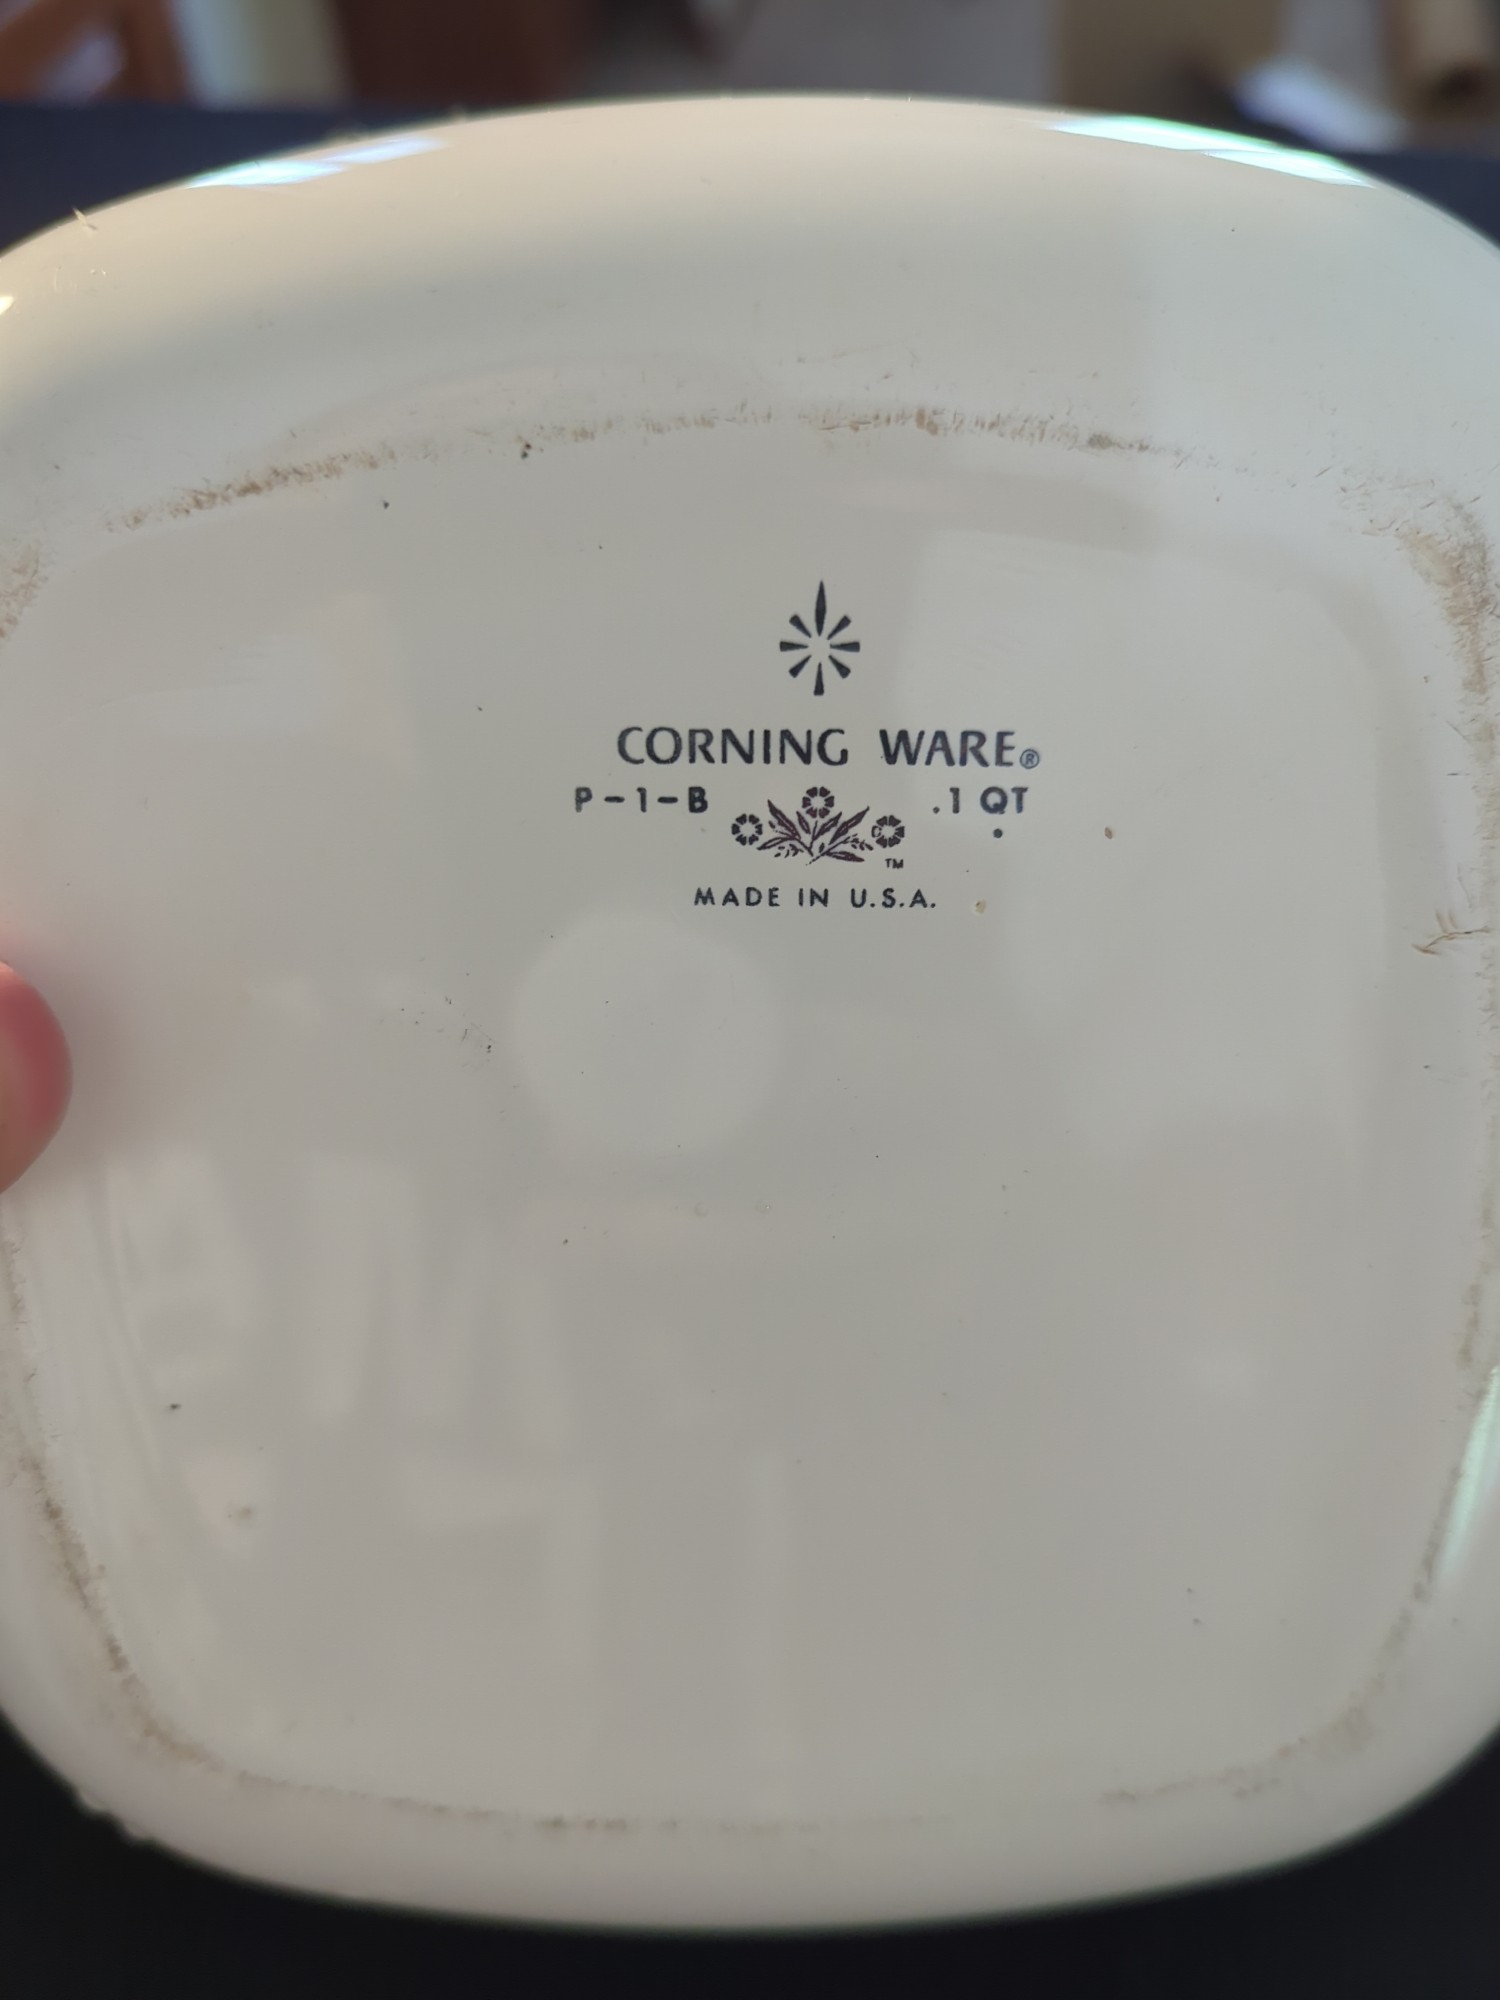 CORNING WARE®
P-1-B .1 QT
TM
MADE IN U.S.A.